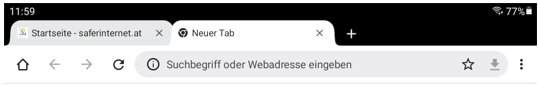 11:59 77%
Startseite - saferinternet.at Neuer Tab
Suchbegriff oder Webadresse eingeben